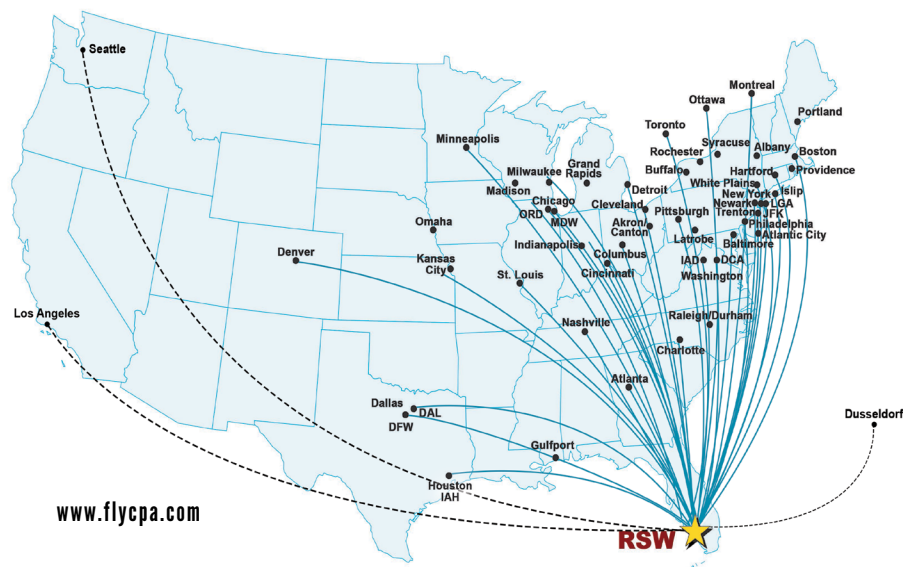 Seattle
Montreal
Ottawa
Portland
Toronto
Minneapolis
Syracuse
Albany
Rochester
Boston
Grand
Rapids
Milwaukee
Buffalo
Hartford
Providence
Madison
Detroit
White Plains
Islip
Chicago
Cleveland
New York
ORD
MDW
Newark
LGA
Omaha
Akron/
Canton
Pittsburgh
Trenton
JFK
Philadelphia
Latrobe
Atlantic City
Baltimore
Indianapolis
Columbus
Denver
Kansas
City
IAD
DCA
Washington
St. Louis
Cincinnati
Los Angeles
Raleigh/Durham
Nashville
Charlotte
Atlanta
Dallas
DAL
DFW
Dusseldorf
Gulfport
Houston
IAH
www.flycpa.com
RSW